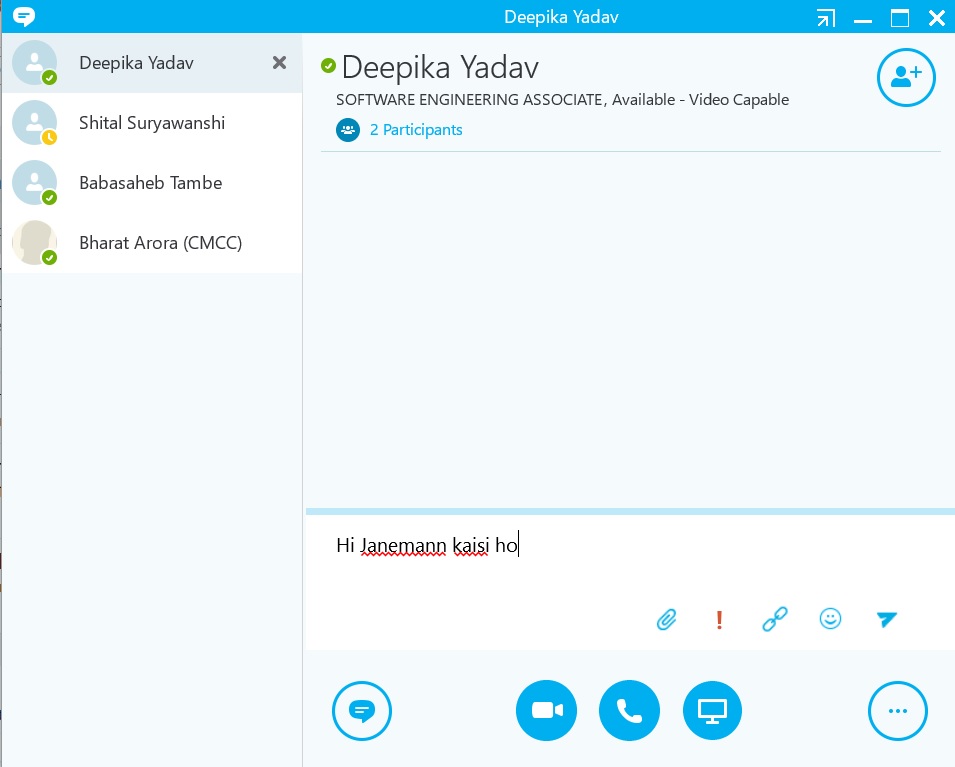 Deepika Yadav
Deepika Yadav
Shital Suryawanshi
Babasaheb Tambe
Bharat Arora (CMCC)
Deepika Yadav
SOFTWARE ENGINEERING ASSOCIATE, Available - Video Capable
2 Participants
Hi Janemann kaisi ho